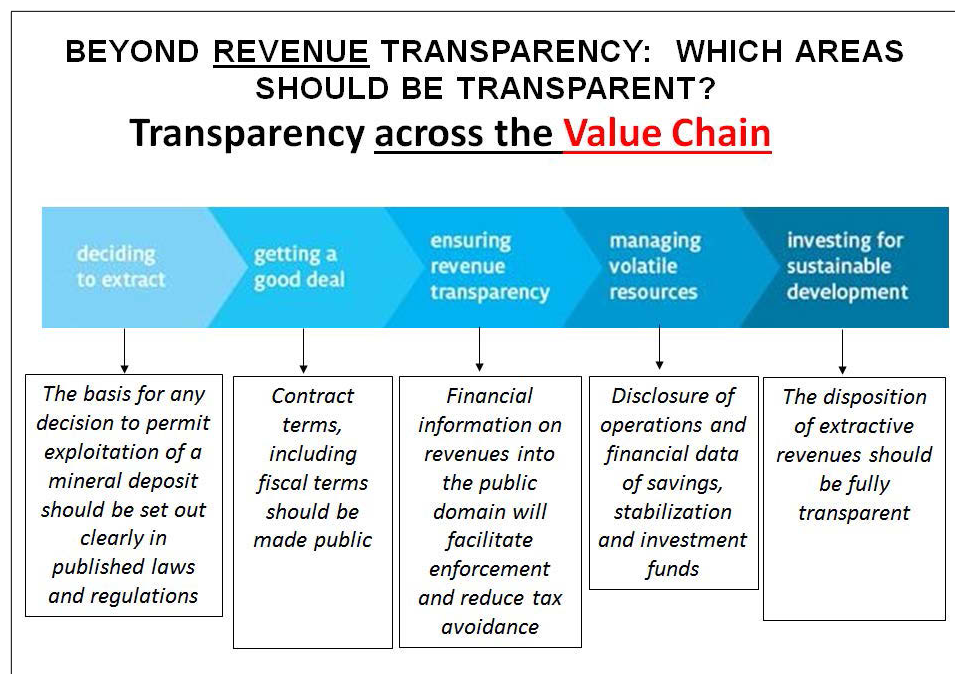 BEYOND REVENUE TRANSPARENCY: WHICH AREAS
SHOULD BE TRANSPARENT?
Transparency across the Value Chain
deciding
to extract
getting a
good deal
ensuring
revenue
transparency
managing
volatile
resources
investing for
sustainable
development
The basis for any
decision to permit
exploitation of a
mineral deposit
should be set out
clearly in
published laws
and regulations
Contract
terms,
including
fiscal terms
should be
made public
Financial
information on
revenues into
the public
domain will
facilitate
enforcement
and reduce tax
avoidance
Disclosure of
operations and
financial data
of savings,
stabilization
and investment
funds
The disposition
of extractive
revenues should
be fully
transparent